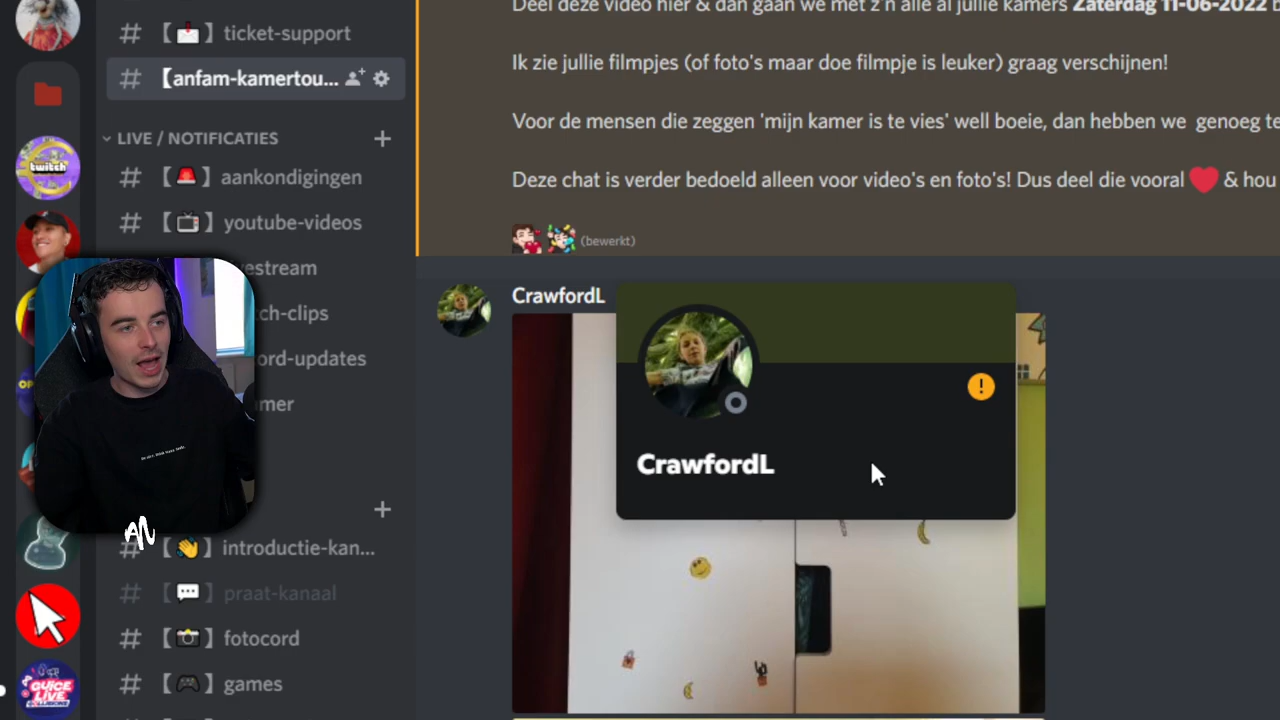 Deel deze video hier & dan gaan we met z'n alle al jullie kamers Zaterdag 11-06-2022
# 【📩】 ticket-support
# 【anfam-kamertou...
Ik zie jullie filmpjes (of foto's maar doe filmpje is leuker) graag verschijnen!
LIVE / NOTIFICATIES
Voor de mensen die zeggen 'mijn kamer is te vies' well boeie, dan hebben we genoeg
twitch
# 【🚨】 aankondigingen
Deze chat is verder bedoeld alleen voor video's en foto's! Dus deel die vooral ❤️ & hou
# 【📺】 youtube-videos
(bewerkt)
estream
CrawfordL
ch-clips
ord-updates
mer
CrawfordL
AN
# 【👋】 introductie-kan...
# 【💬】 praat-kanaal
# 【📷】 fotocord
# 【🎮】 games
GUICE
LIVE